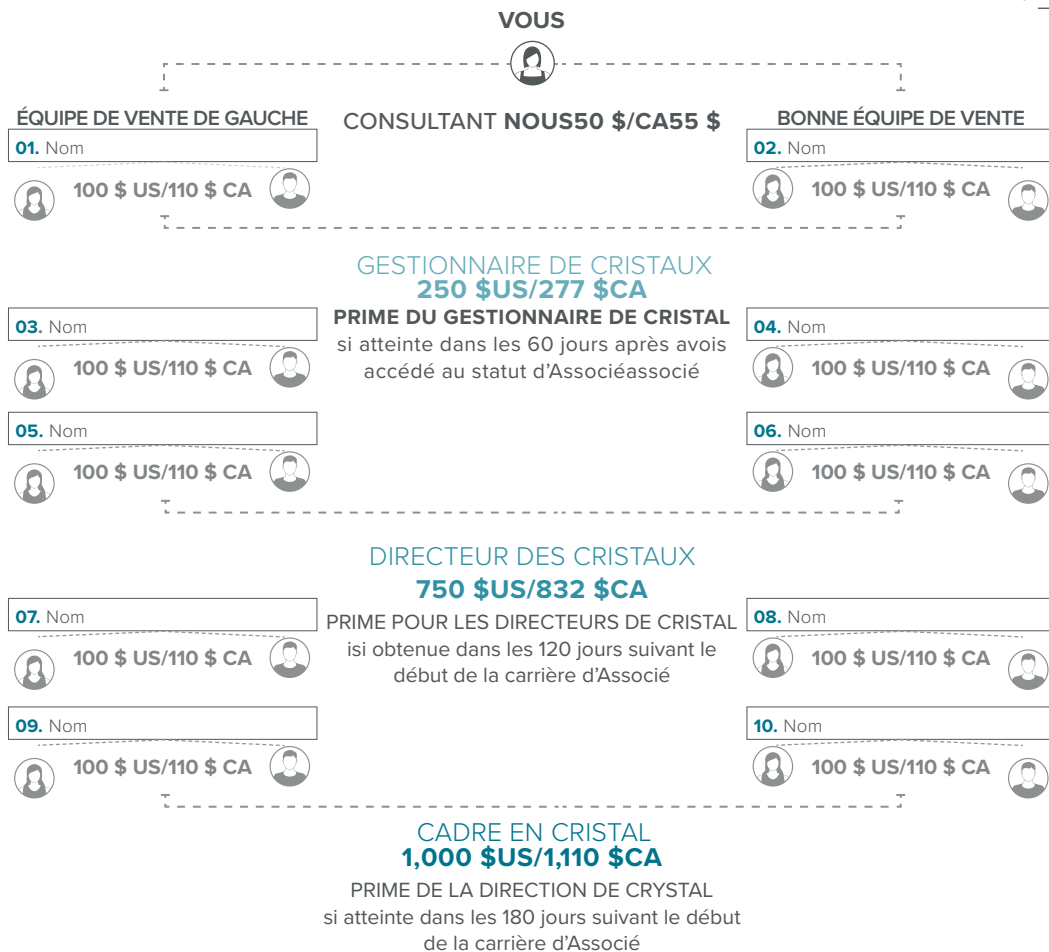 VOUS
ÉQUIPE DE VENTE DE GAUCHE
CONSULTANT NOUS50 $/CA55 $
BONNE ÉQUIPE DE VENTE
01. Nom
02. Nom
100 $ US/110 $ CA
100 $ US/110 $ CA
GESTIONNAIRE DE CRISTAUX
250 $US/277 $CA
PRIME DU GESTIONNAIRE DE CRISTAL
si atteinte dans les 60 jours après avois
accédé au statut d'Associéassocié
03. Nom
04. Nom
100 $ US/110 $ CA
100 $ US/110 $ CA
05. Nom
06. Nom
100 $ US/110 $ CA
100 $ US/110 $ CA
DIRECTEUR DES CRISTAUX
750 $US/832 $CA
PRIME POUR LES DIRECTEURS DE CRISTAL
isi obtenue dans les 120 jours suivant le
début de la carrière d'Associé
07. Nom
08. Nom
100 $ US/110 $ CA
100 $ US/110 $ CA
09. Nom
10. Nom
100 $ US/110 $ CA
100 $ US/110 $ CA
CADRE EN CRISTAL
1,000 $US/1,110 $CA
PRIME DE LA DIRECTION DE CRYSTAL
si atteinte dans les 180 jours suivant le début
de la carrière d'Associé